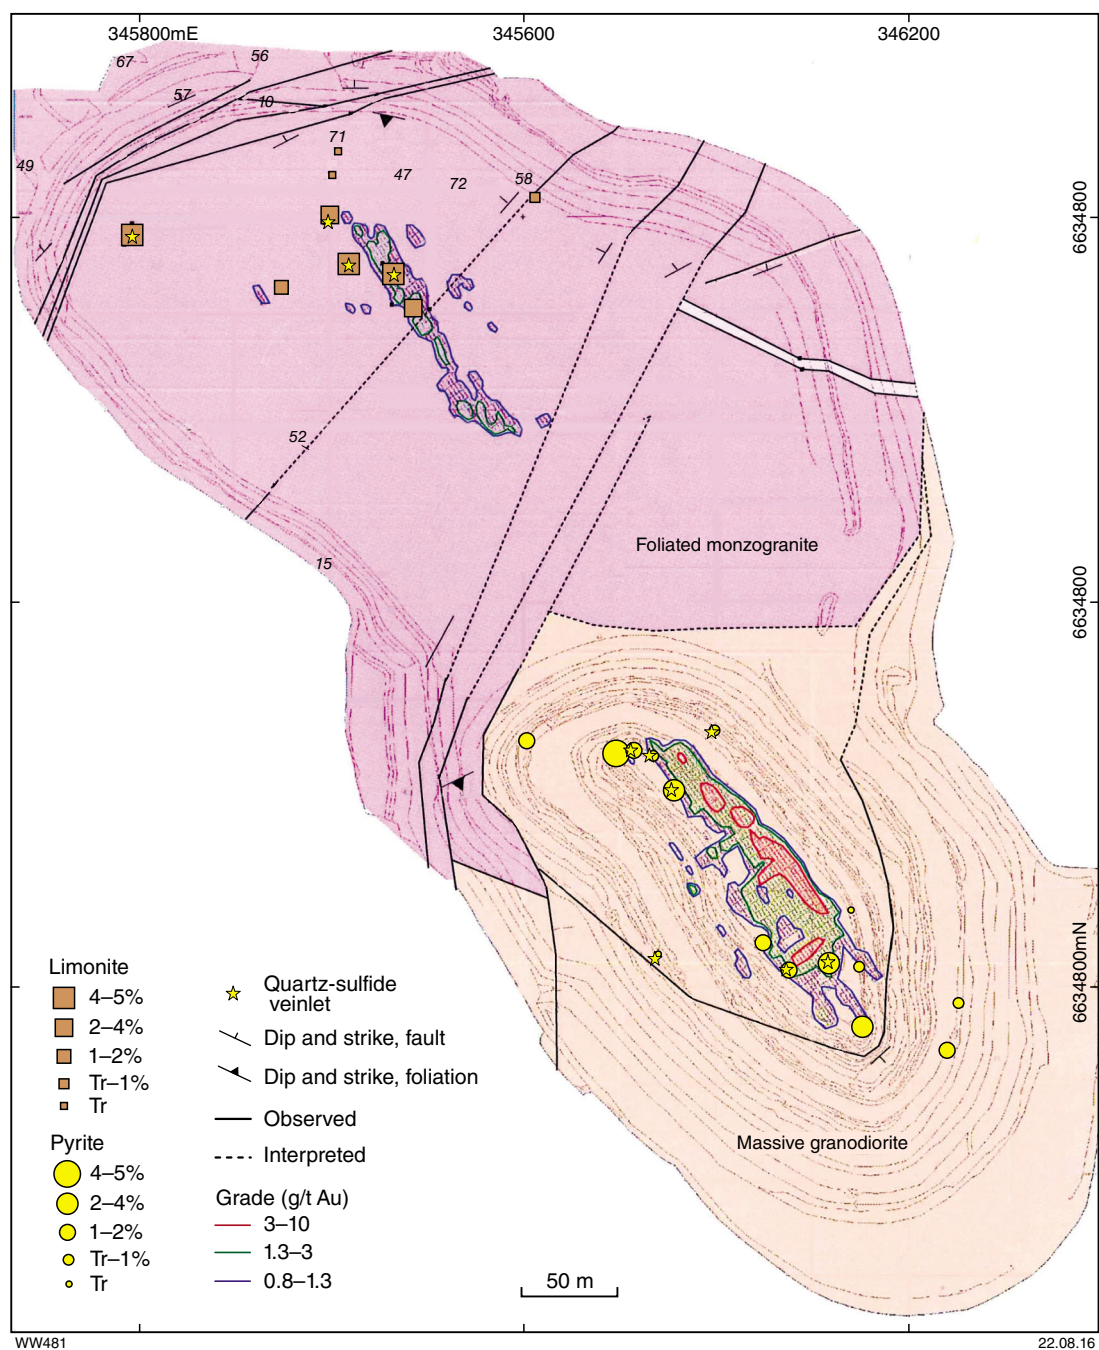 345800mE
345600
346200
67
56
57
10
49
71
47
72
58
6634800
52
15
Foliated monzogranite
6634800
6634800mN
Massive granodiorite
Limonite
4–5%
2–4%
1–2%
Tr–1%
Tr
Pyrite
4–5%
2–4%
1–2%
Tr–1%
Tr
Quartz-sulfide
veinlet
Dip and strike, fault
Dip and strike, foliation
Observed
Interpreted
Grade (g/t Au)
3–10
1.3–3
0.8–1.3
50 m
WW481
22.08.16